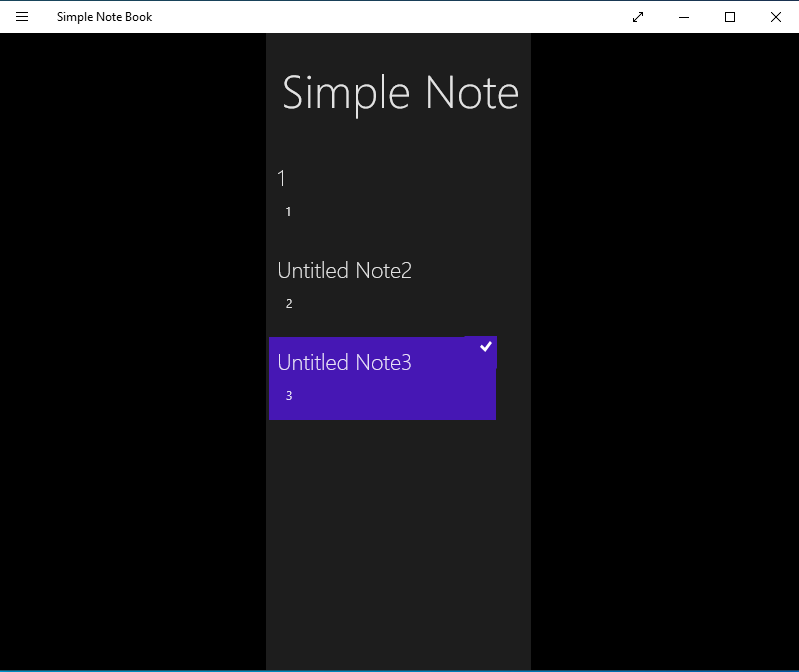 Simple Note Book
Simple Note
1
1
Untitled Note2
2
Untitled Note3
3